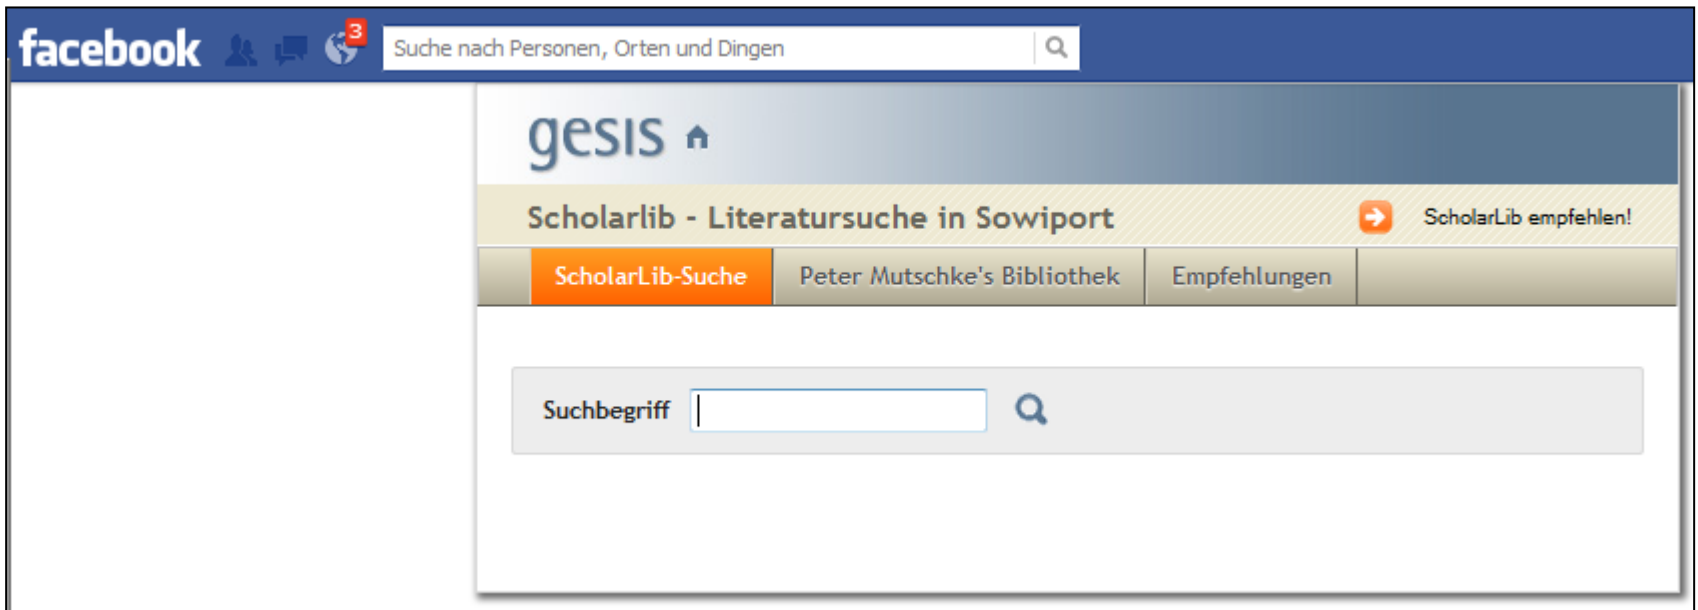 facebook
3
Suche nach Personen, Orten und Dingen
gesis
Scholarlib - Literatursuche in Sowiport
ScholarLib empfehlen!
ScholarLib-Suche
Peter Mutschke's Bibliothek
Empfehlungen
Suchbegriff